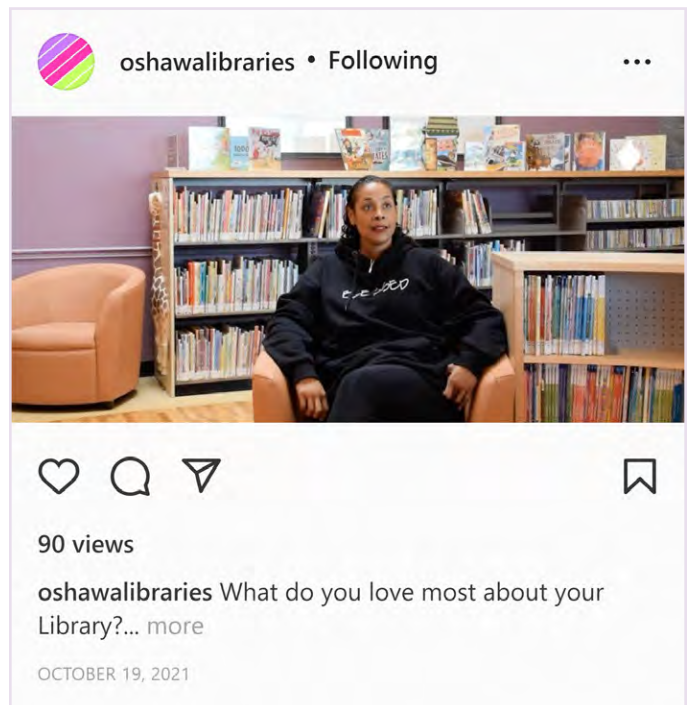 oshawalibraries • Following
90 views
oshawalibraries What do you love most about your
Library?... more
OCTOBER 19, 2021